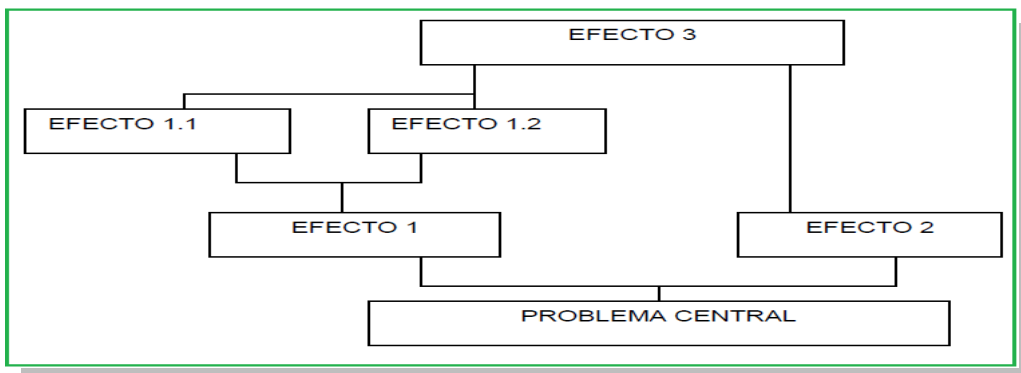 EFECTO 3
EFECTO 1.1
EFECTO 1.2
EFECTO 1
EFECTO 2
PROBLEMA CENTRAL